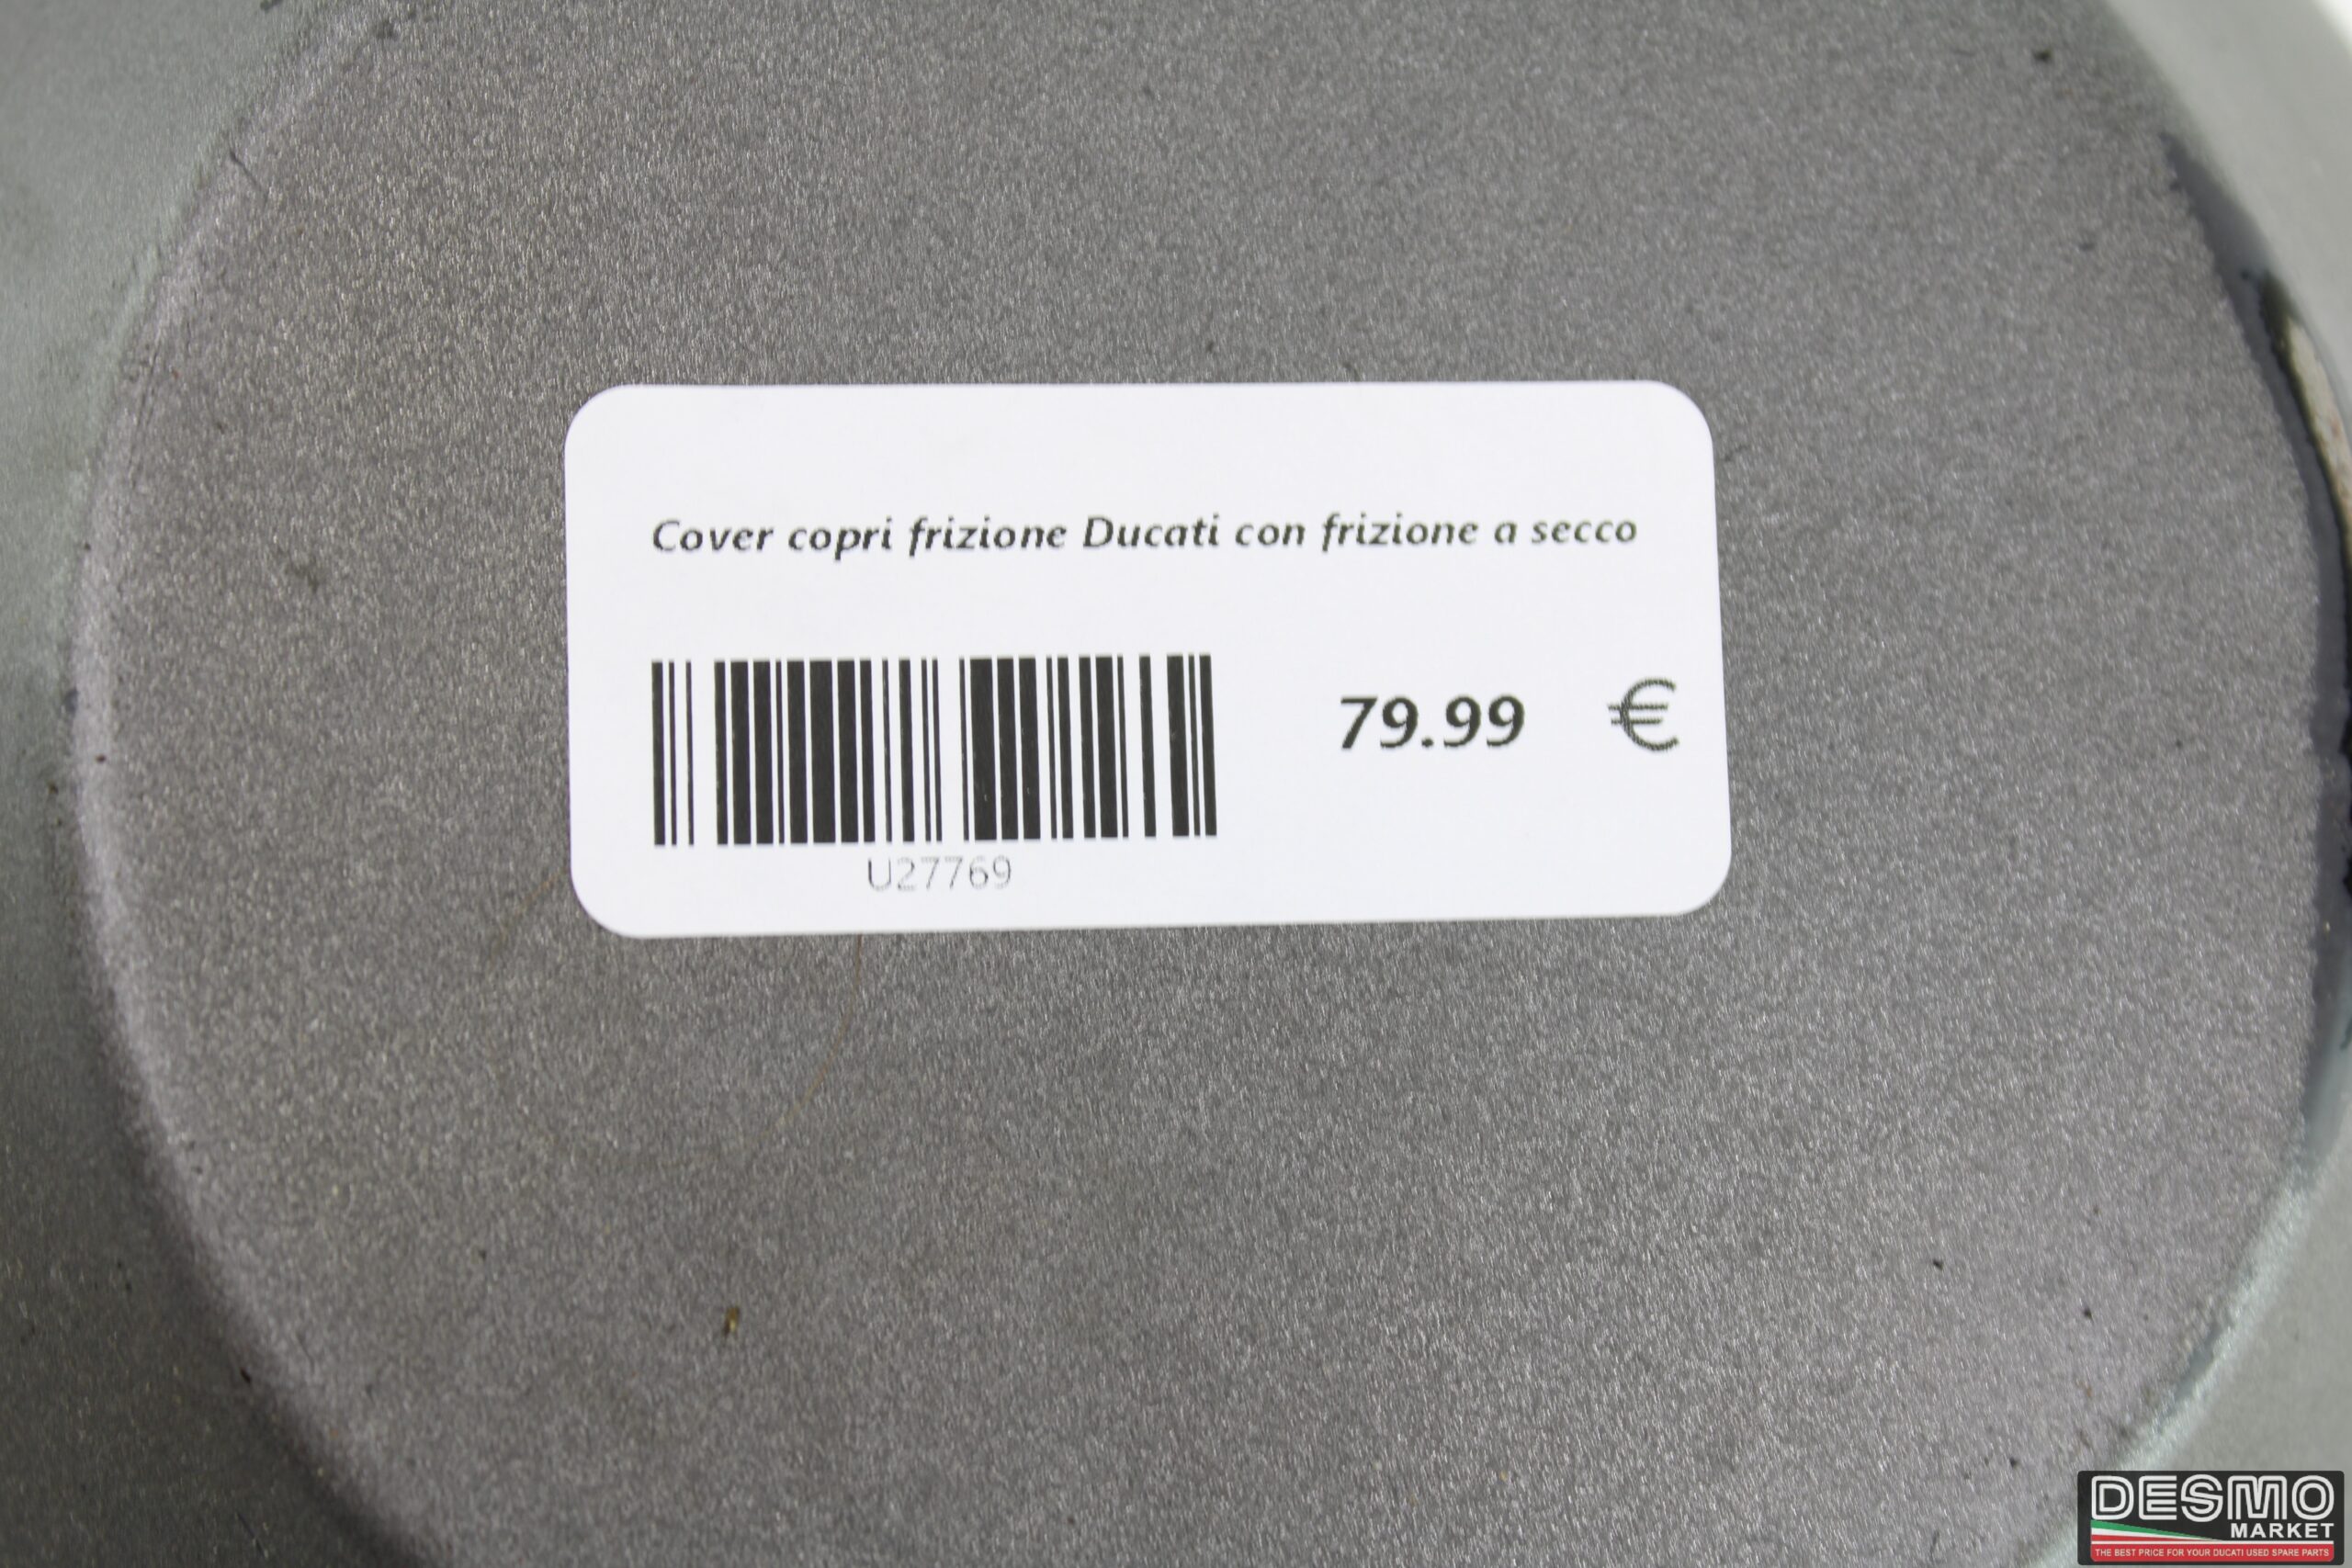 Cover copri frizione Ducati con frizione a secco
79.99 €
U27769
DESMO
MARKET
THE BEST PRICE FOR YOUR DUCATI USED SPARE PARTS